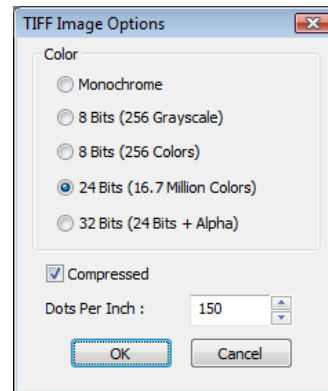 TIFF Image Options
Color
Monochrome
8 Bits (256 Grayscale)
8 Bits (256 Colors)
24 Bits (16.7 Million Colors)
32 Bits (24 Bits + Alpha)
Compressed
Dots Per Inch : 150
OK Cancel